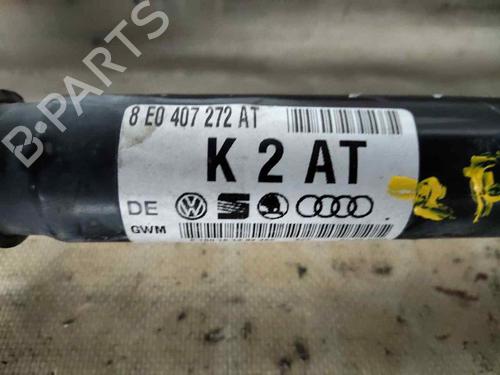 8 E0 407 272 AT
K 2 AT
DE
GWM
B-PARTS